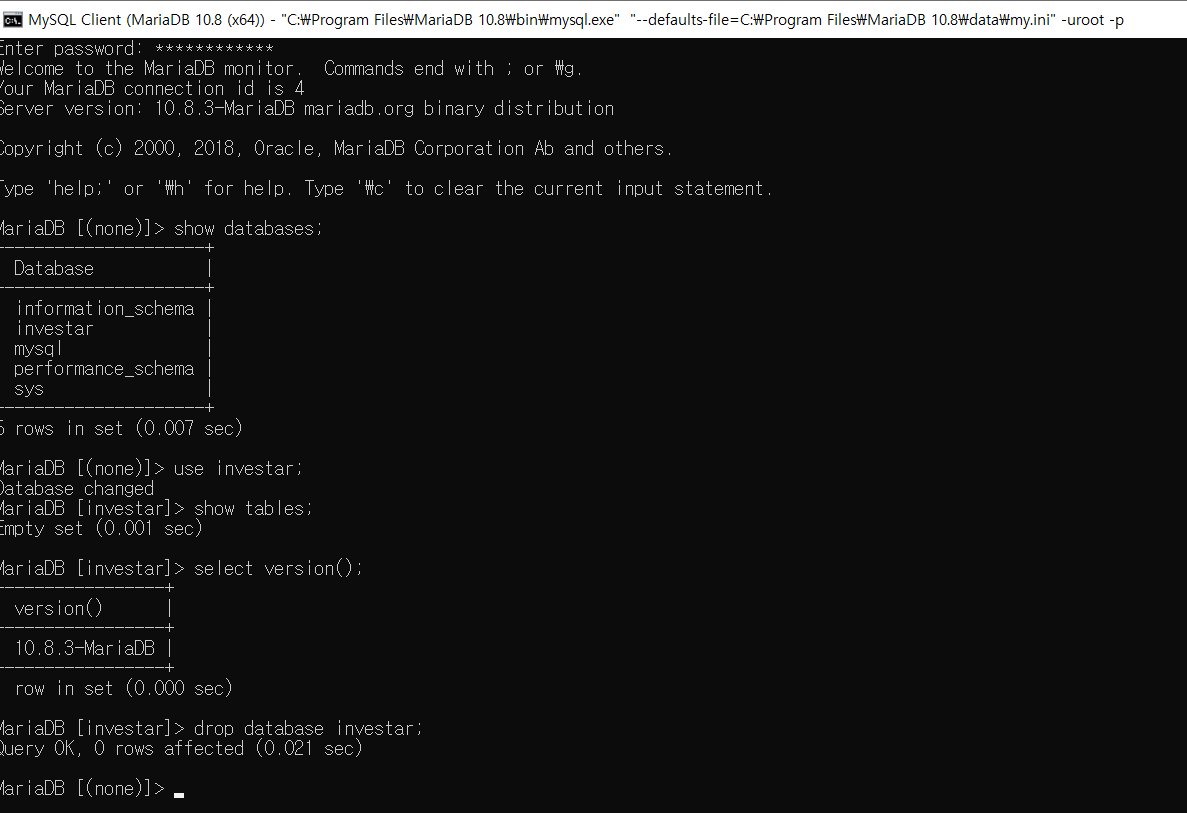 MySQL Client (MariaDB 10.8 (x64)) - "C:₩Program Files₩MariaDB 10.8₩bin₩mysql.exe" "--defaults-file=C:₩Program Files₩MariaDB 10.8₩data₩my.ini" -uroot -p
Enter password: ************
Welcome to the MariaDB monitor.  Commands end with ; or ₩g.
Your MariaDB connection id is 4
Server version: 10.8.3-MariaDB mariadb.org binary distribution
Copyright (c) 2000, 2018, Oracle, MariaDB Corporation Ab and others.
Type 'help;' or '₩h' for help. Type '₩c' to clear the current input statement.
MariaDB [(none)]> show databases;
--------------------+
Database           |
--------------------+
information_schema |
investar           |
mysql              |
performance_schema |
sys                |
--------------------+
5 rows in set (0.007 sec)
MariaDB [(none)]> use investar;
Database changed
MariaDB [investar]> show tables;
Empty set (0.001 sec)
MariaDB [investar]> select version();
----------------+
version()      |
----------------+
10.8.3-MariaDB |
----------------+
row in set (0.000 sec)
MariaDB [investar]> drop database investar;
Query OK, 0 rows affected (0.021 sec)
MariaDB [(none)]>